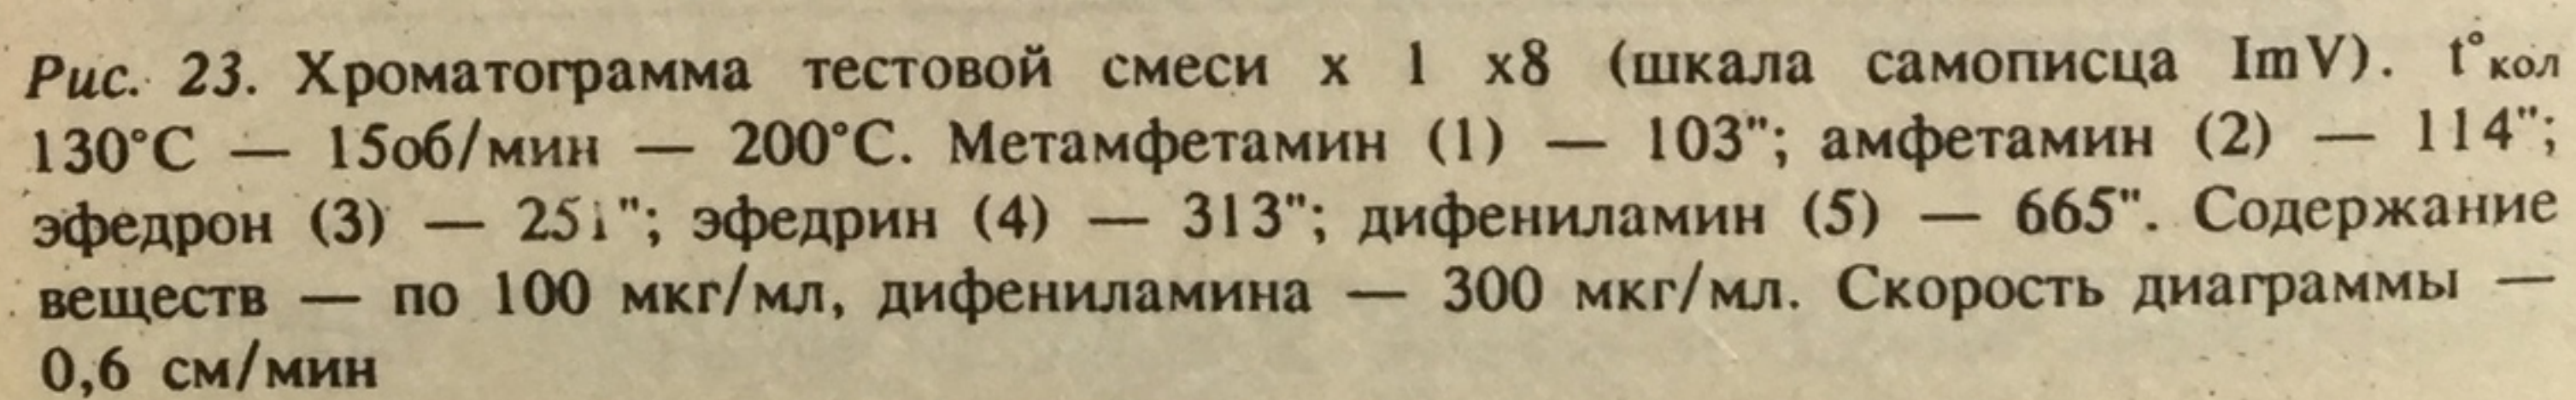 Рис. 23. Хроматограмма тестовой смеси х 1 х8 (шкала самописца ImV). t°кол
130°С — 15об/мин — 200°С. Метамфетамин (1) — 103"; амфетамин (2) — 114";
эфедрон (3) — 251"; эфедрин (4) — 313"; дифениламин (5) — 665". Содержание
веществ — по 100 мкг/мл, дифениламина — 300 мкг/мл. Скорость диаграммы —
0,6 см/мин